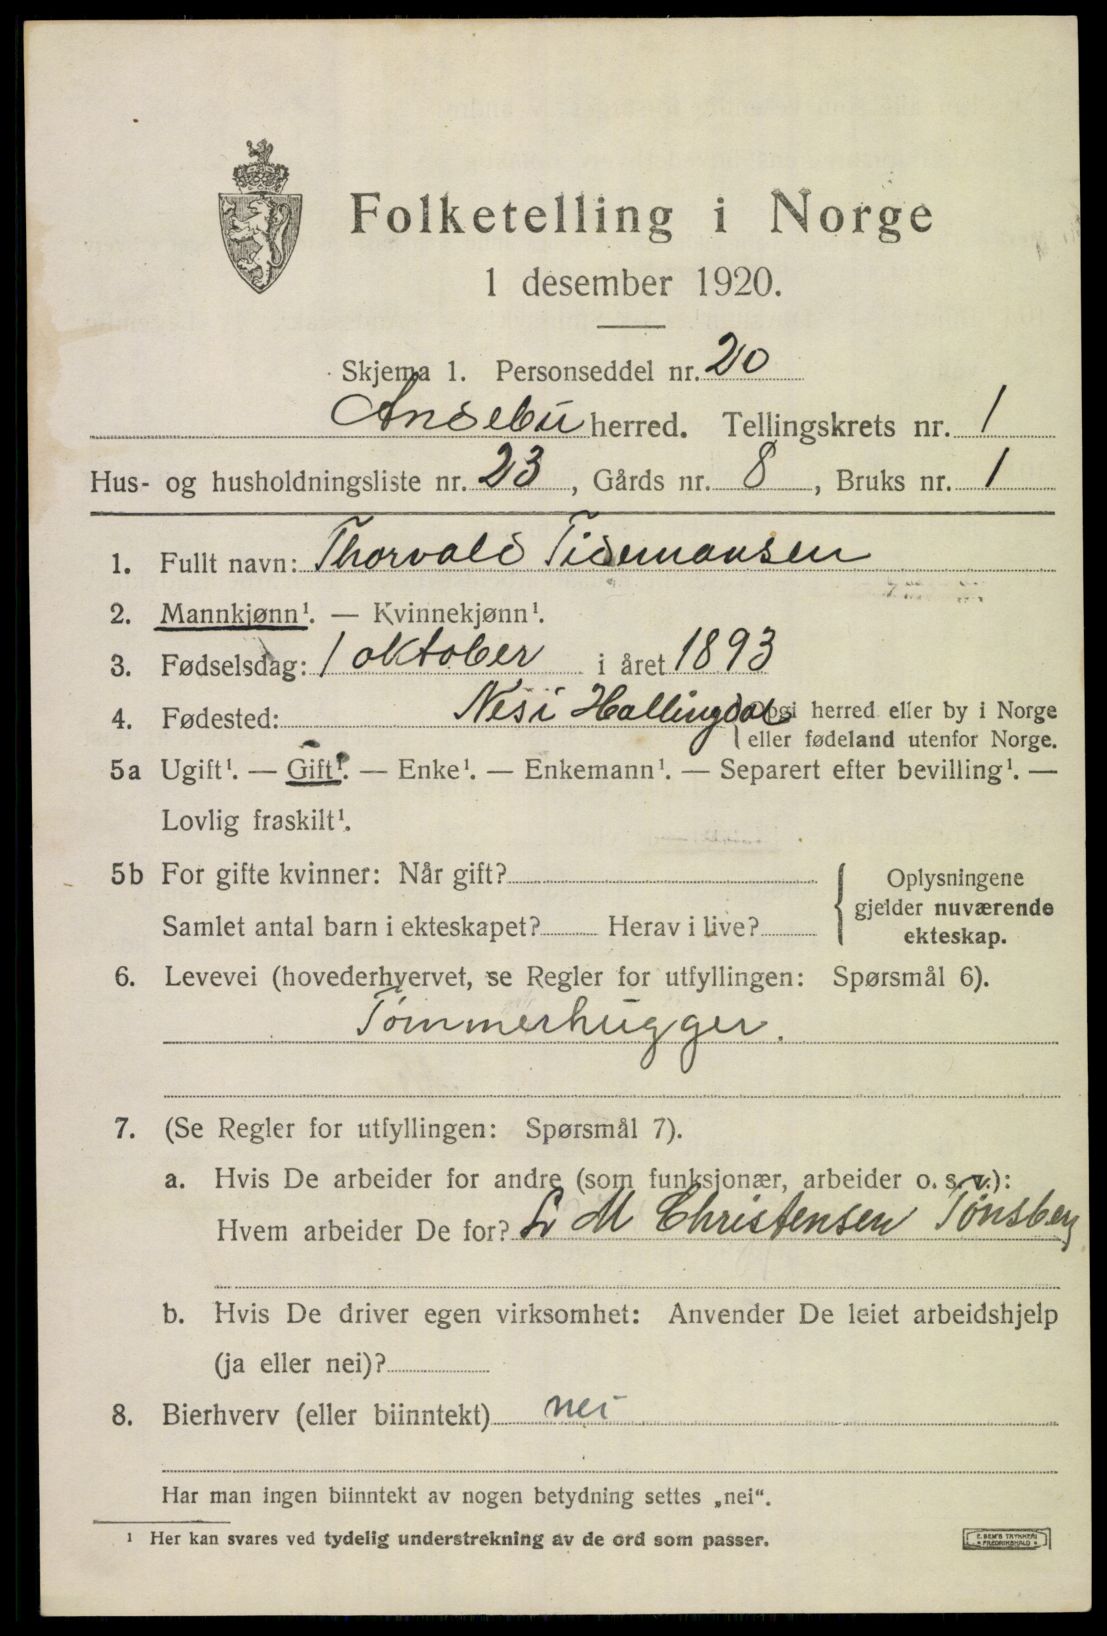 Folketelling i Norge
1 desember 1920.
Skjema 1. Personseddel nr. 20
Andebu herred. Tellingskrets nr. 1
Hus- og husholdningsliste nr. 23, Gårds nr. 8, Bruks nr. 1
1. Fullt navn: Thorvald Tidemansen
2. Mannkjønn¹. — Kvinnekjønn¹.
3. Fødselsdag: 1 oktober i året 1893
4. Fødested: Nesi Hallingdal (Opgi herred eller by i Norge
eller fødeland utenfor Norge.
5a Ugift¹. — Gift¹. — Enke¹. — Enkemann¹. — Separert efter bevilling¹. —
Lovlig fraskilt¹.
5b For gifte kvinner: Når gift?
Samlet antal barn i ekteskapet? Herav i live?
Oplysningene
gjelder nuværende
ekteskap.
6. Levevei (hovederhvervet, se Regler for utfyllingen: Spørsmål 6).
Tømmerhugger.
7. (Se Regler for utfyllingen: Spørsmål 7).
a. Hvis De arbeider for andre (som funksjonær, arbeider o. s. v.):
Hvem arbeider De for? L M Christensen Tønsberg
b. Hvis De driver egen virksomhet: Anvender De leiet arbeidshjelp
(ja eller nei)?
8. Bierhverv (eller biinntekt) nei
Har man ingen biinntekt av nogen betydning settes „nei“.
¹ Her kan svares ved tydelig understrekning av de ord som passer.
E. SEM'S TRYKKERI
FREDRIKSHALD